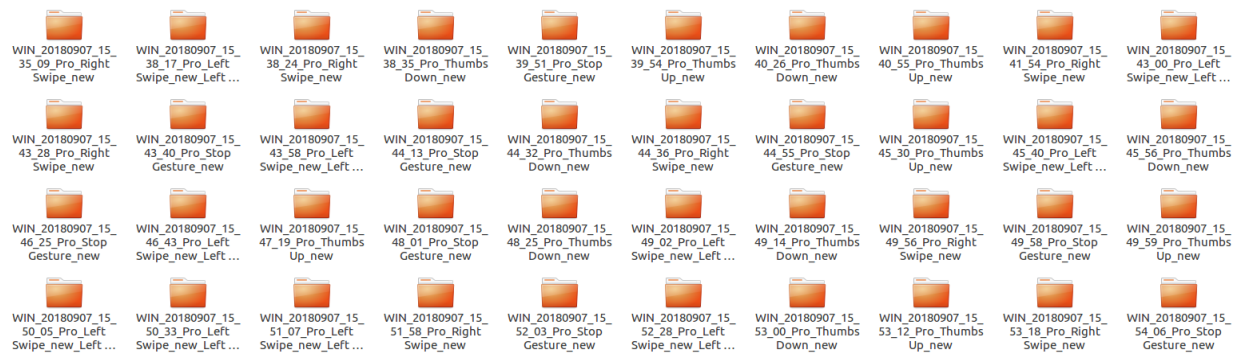 WIN_20180907_15_
35_09_Pro_Right
Swipe_new
WIN_20180907_15_
38_17_Pro_Left
Swipe_new_Left ...
WIN_20180907_15_
38_24_Pro_Right
Swipe_new
WIN_20180907_15_
38_35_Pro_Thumbs
Down_new
WIN_20180907_15_
39_51_Pro_Stop
Gesture_new
WIN_20180907_15_
39_54_Pro_Thumbs
Up_new
WIN_20180907_15_
40_26_Pro_Thumbs
Down_new
WIN_20180907_15_
40_55_Pro_Thumbs
Up_new
WIN_20180907_15_
41_54_Pro_Right
Swipe_new
WIN_20180907_15_
43_00_Pro_Left
Swipe_new_Left ...
WIN_20180907_15_
43_28_Pro_Right
Swipe_new
WIN_20180907_15_
43_40_Pro_Stop
Gesture_new
WIN_20180907_15_
43_58_Pro_Left
Swipe_new_Left ...
WIN_20180907_15_
44_13_Pro_Stop
Gesture_new
WIN_20180907_15_
44_32_Pro_Thumbs
Down_new
WIN_20180907_15_
44_36_Pro_Right
Swipe_new
WIN_20180907_15_
44_55_Pro_Stop
Gesture_new
WIN_20180907_15_
45_30_Pro_Thumbs
Up_new
WIN_20180907_15_
45_40_Pro_Left
Swipe_new_Left ...
WIN_20180907_15_
45_56_Pro_Thumbs
Down_new
WIN_20180907_15_
46_25_Pro_Stop
Gesture_new
WIN_20180907_15_
46_43_Pro_Left
Swipe_new_Left ...
WIN_20180907_15_
47_19_Pro_Thumbs
Up_new
WIN_20180907_15_
48_01_Pro_Stop
Gesture_new
WIN_20180907_15_
48_25_Pro_Thumbs
Down_new
WIN_20180907_15_
49_02_Pro_Left
Swipe_new_Left ...
WIN_20180907_15_
49_14_Pro_Thumbs
Down_new
WIN_20180907_15_
49_56_Pro_Right
Swipe_new
WIN_20180907_15_
49_58_Pro_Stop
Gesture_new
WIN_20180907_15_
49_59_Pro_Thumbs
Up_new
WIN_20180907_15_
50_05_Pro_Left
Swipe_new_Left ...
WIN_20180907_15_
50_33_Pro_Left
Swipe_new_Left ...
WIN_20180907_15_
51_07_Pro_Left
Swipe_new_Left ...
WIN_20180907_15_
51_58_Pro_Right
Swipe_new
WIN_20180907_15_
52_03_Pro_Stop
Gesture_new
WIN_20180907_15_
52_28_Pro_Left
Swipe_new_Left ...
WIN_20180907_15_
53_00_Pro_Thumbs
Down_new
WIN_20180907_15_
53_12_Pro_Thumbs
Up_new
WIN_20180907_15_
53_18_Pro_Right
Swipe_new
WIN_20180907_15_
54_06_Pro_Stop
Gesture_new